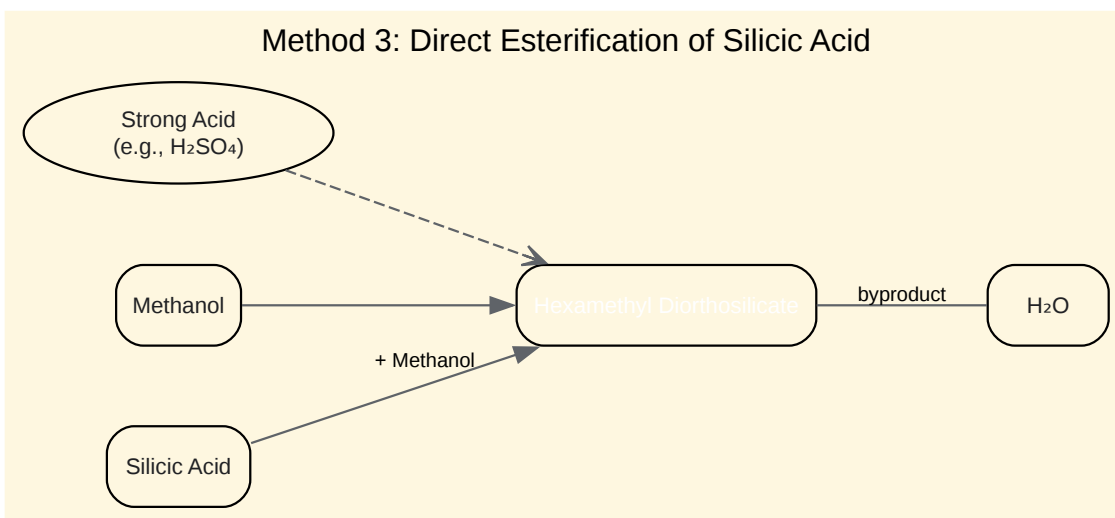 Method 3: Direct Esterification of Silicic Acid
Strong Acid
(e.g., H₂SO₄)
Methanol
Hexamethyl Diorthosilicate
byproduct
H₂O
+ Methanol
Silicic Acid